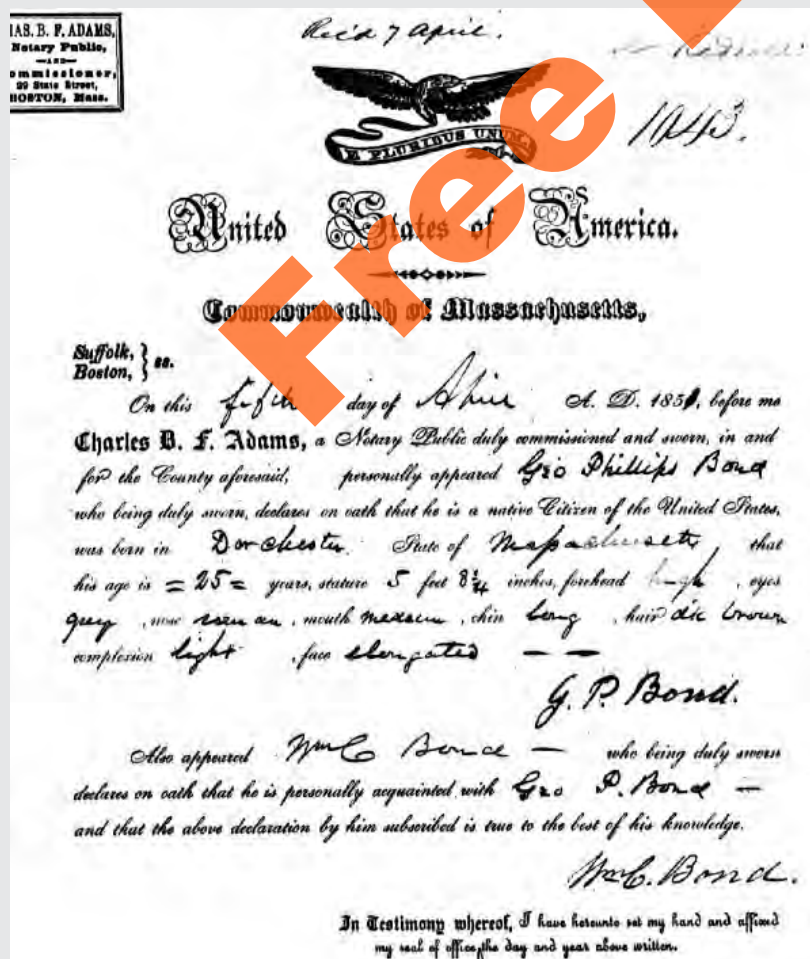 HAS. B. F. ADAMS,
Notary Public,
—AND—
ommissioner,
29 State Street,
BOSTON, Mass.
Rec'd 7 April.
1043.
E PLURIBUS UNUM.
Free
United States of America.
Commonwealth of Massachusetts,
Suffolk, } ss.
Boston,
On this fifth day of April A. D. 1851, before me
Charles B. F. Adams, a Notary Public duly commissioned and sworn, in and
for the County aforesaid, personally appeared Geo Phillips Bond
who being duly sworn, declares on oath that he is a native Citizen of the United States,
was born in Dorchester State of Massachusetts, that
his age is = 25 = years, stature 5 feet 8 1/4 inches, forehead high, eyes
grey, nose roman, mouth medium, chin long, hair dk brown
complexion light, face elongated — —
G. P. Bond.
Also appeared Wm C Bond — who being duly sworn
declares on oath that he is personally acquainted with Geo P. Bond —
and that the above declaration by him subscribed is true to the best of his knowledge.
Wm C. Bond.
In Testimony whereof, I have hereunto set my hand and affixed
my seal of office, the day and year above written.